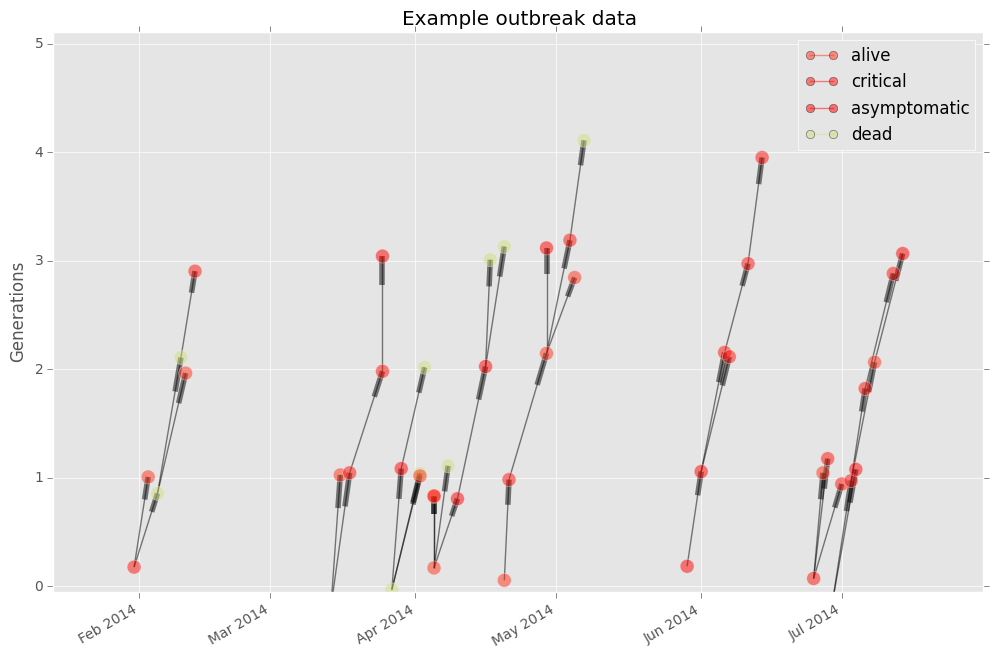 Example outbreak data
alive
critical
asymptomatic
dead
Generations
5
4
3
2
1
0
Feb 2014
Mar 2014
Apr 2014
May 2014
Jun 2014
Jul 2014